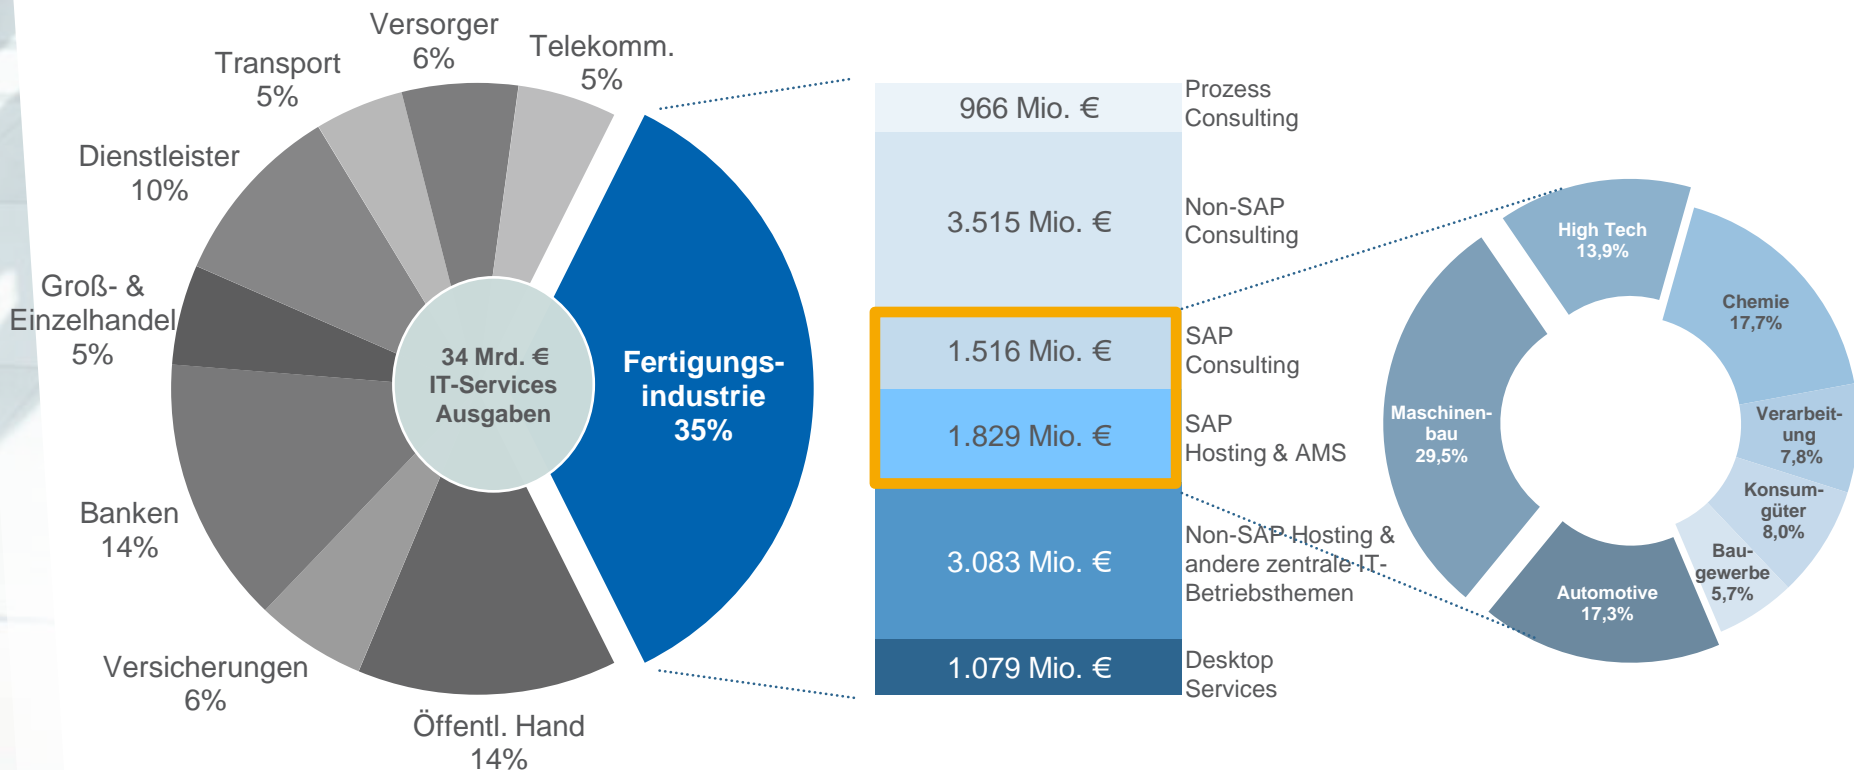 Versorger
6%
Telekomm.
5%
Transport
5%
Dienstleister
10%
Groß- &
Einzelhandel
5%
Banken
14%
Versicherungen
6%
Öffentl. Hand
14%
34 Mrd. €
IT-Services
Ausgaben
Fertigungs-
industrie
35%
966 Mio. €
Prozess
Consulting
3.515 Mio. €
Non-SAP
Consulting
1.516 Mio. €
SAP
Consulting
1.829 Mio. €
SAP
Hosting & AMS
3.083 Mio. €
Non-SAP Hosting &
andere zentrale IT-
Betriebsthemen
1.079 Mio. €
Desktop
Services
High Tech
13,9%
Chemie
17,7%
Verarbeit-
ung
7,8%
Konsum-
güter
8,0%
Bau-
gewerbe
5,7%
Automotive
17,3%
Maschinen-
bau
29,5%